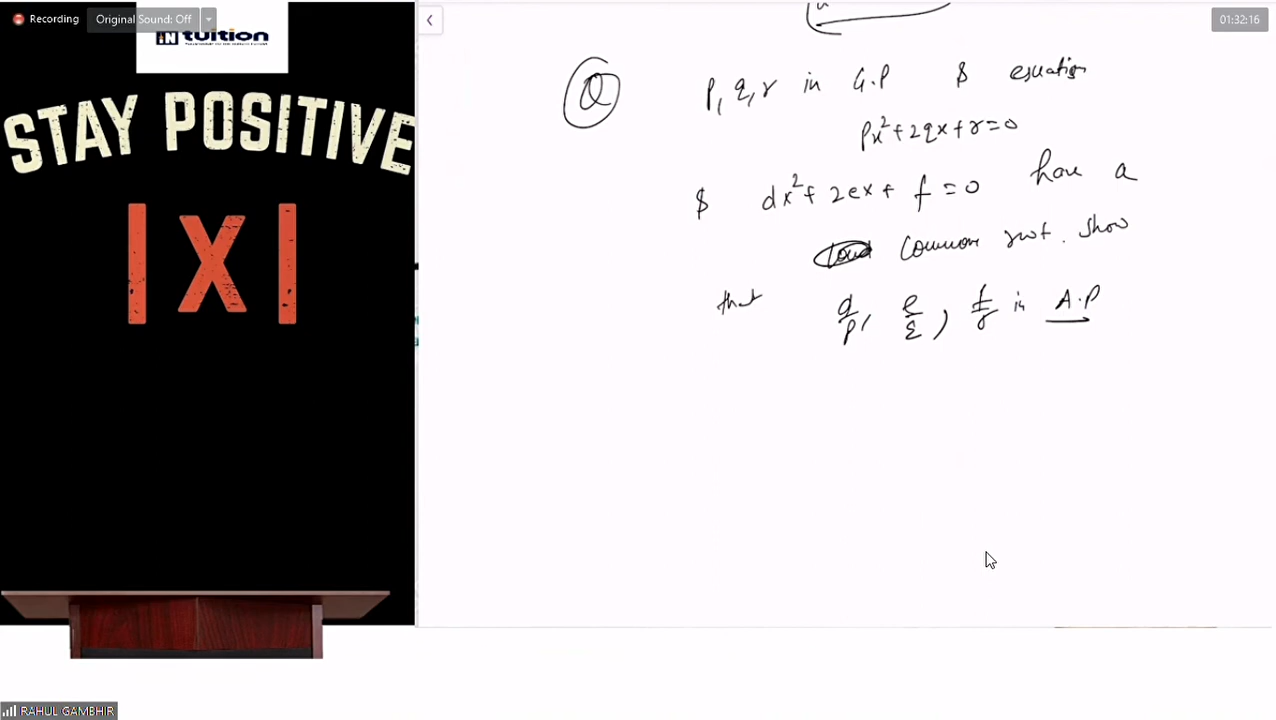 Recording
Original Sound: Off
01:32:16
iN tuition
STAY POSITIVE
|X|
Q p, q, r in G.P & equation
px²+2qx+r=0
& dx²+2ex+f=0 have a
common root. show
that d/p, e/q, f/r in A.P
RAHUL GAMBHIR